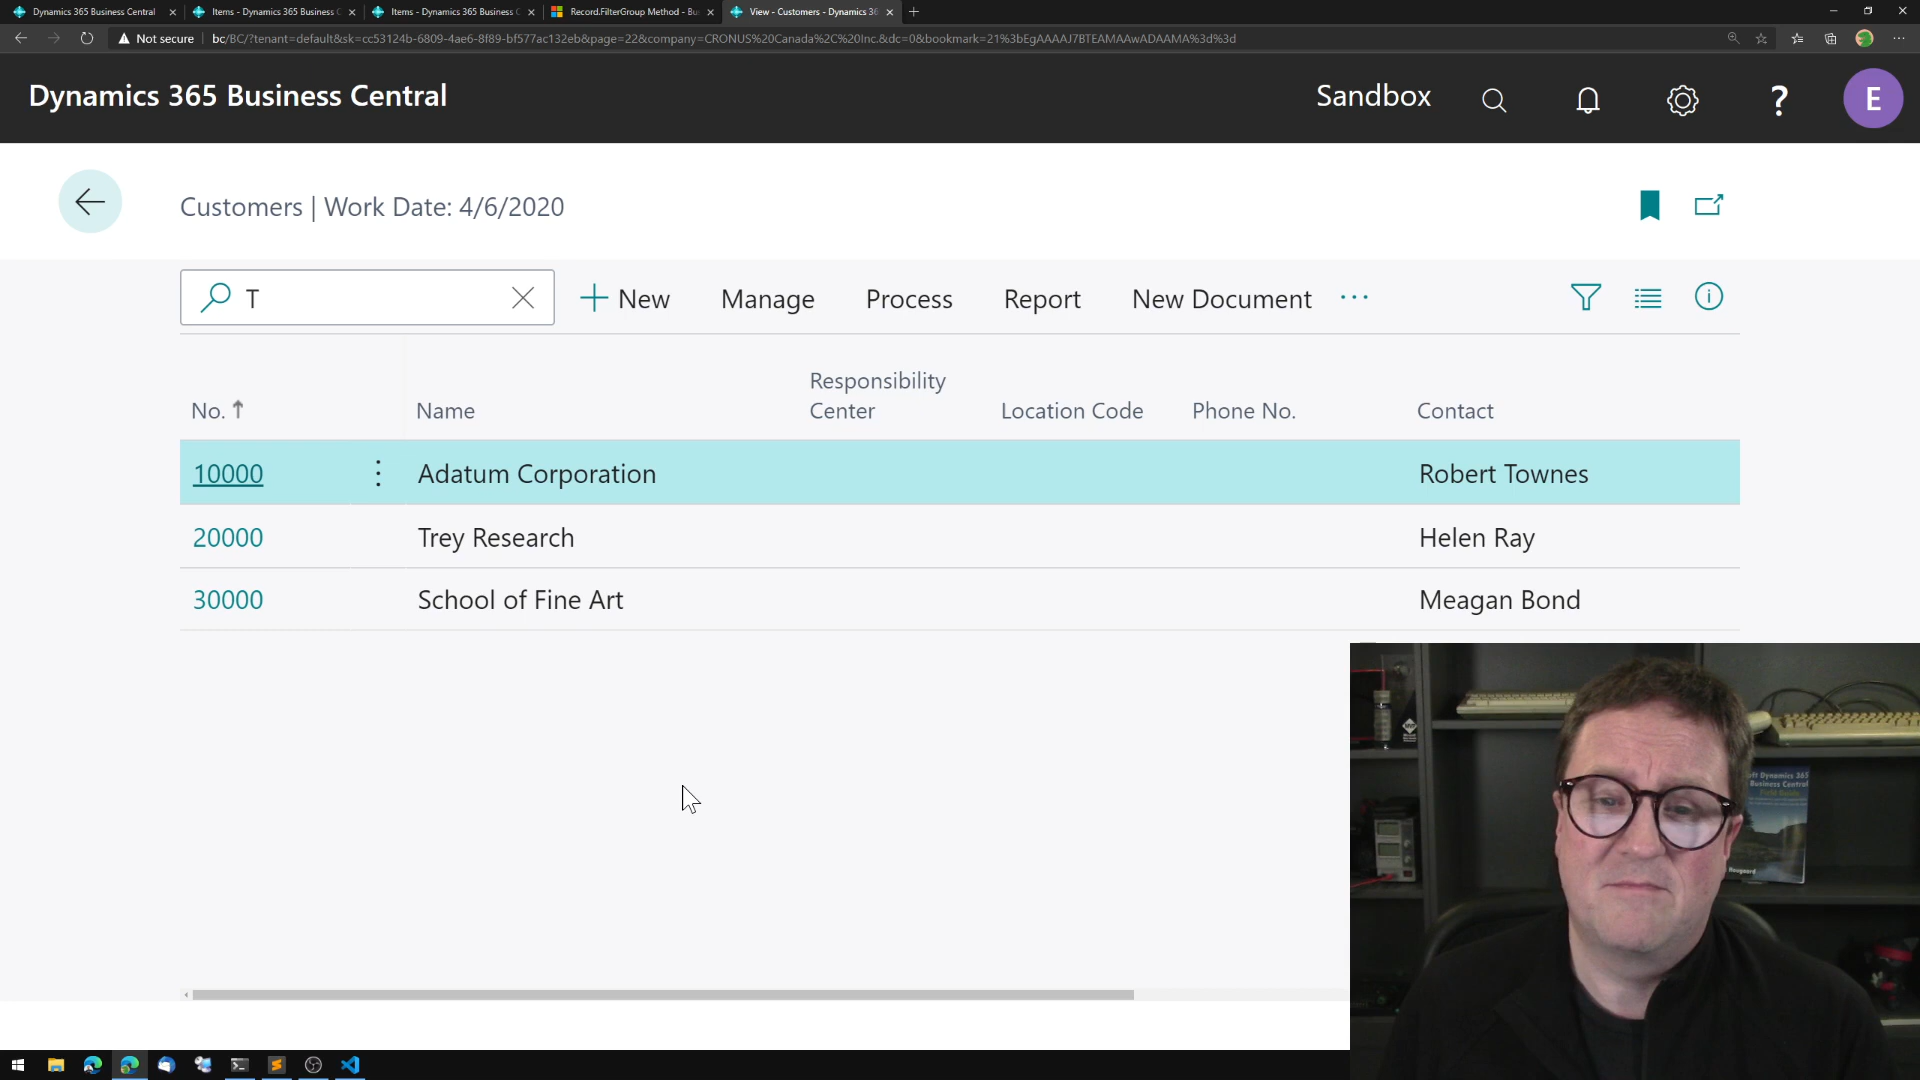 Dynamics 365 Business Central
Items - Dynamics 365 Business C
Items - Dynamics 365 Business C
Record.FilterGroup Method - Bu
View - Customers - Dynamics 36
Not secure
bc/BC/?tenant=default&sk=cc53124b-6809-4ae6-8f89-bf577ac132eb&page=22&company=CRONUS%20Canada%2C%20Inc.&dc=0&bookmark=21%3bEgAAAAJ7BTEAMAAwADAAMA%3d%3d
Dynamics 365 Business Central
Sandbox
?
E
Customers | Work Date: 4/6/2020
T
New
Manage
Process
Report
New Document
No.
Name
Responsibility
Center
Location Code
Phone No.
Contact
10000
Adatum Corporation
Robert Townes
20000
Trey Research
Helen Ray
30000
School of Fine Art
Meagan Bond
Dynamics 365
Business Central